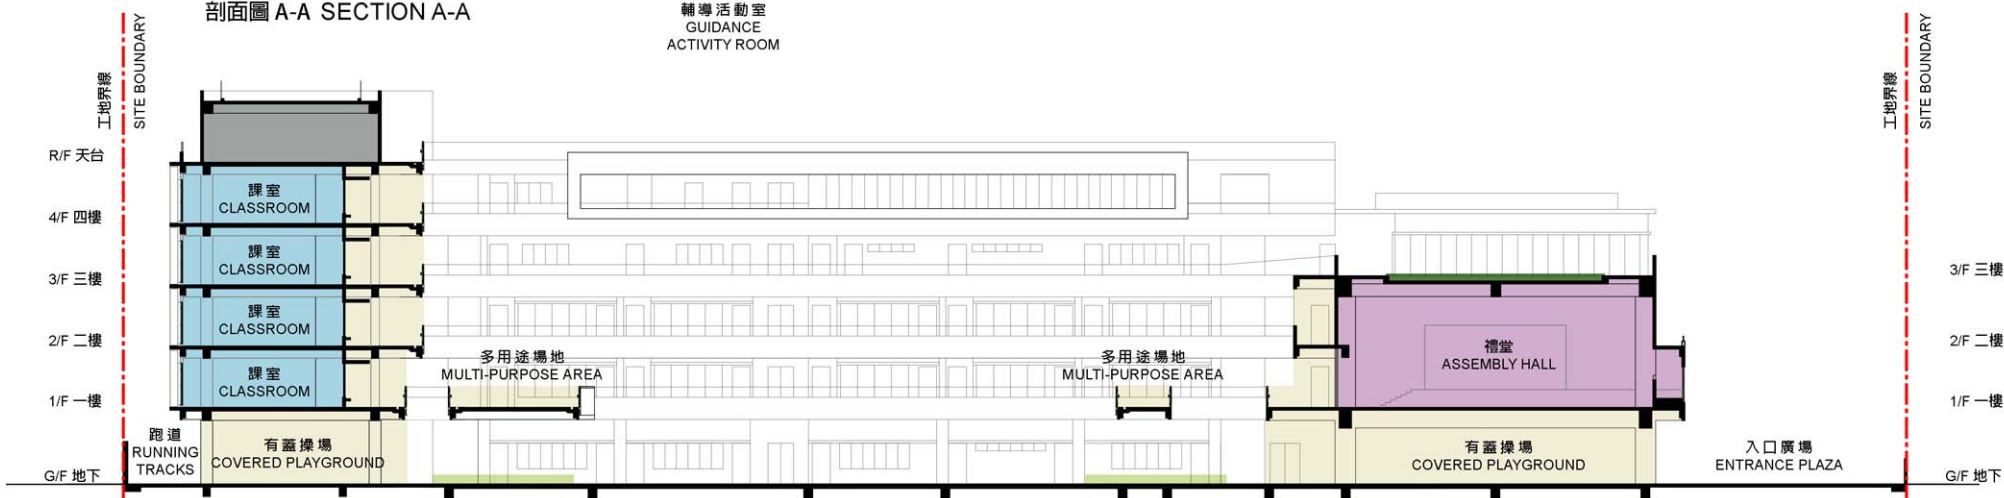 剖面圖 A-A SECTION A-A
輔導活動室
GUIDANCE
ACTIVITY ROOM
工地界線
SITE BOUNDARY
工地界線
SITE BOUNDARY
R/F 天台
4/F 四樓
3/F 三樓
2/F 二樓
1/F 一樓
G/F 地下
課室
CLASSROOM
課室
CLASSROOM
課室
CLASSROOM
課室
CLASSROOM
多用途場地
MULTI-PURPOSE AREA
多用途場地
MULTI-PURPOSE AREA
禮堂
ASSEMBLY HALL
跑道
RUNNING
TRACKS
有蓋操場
COVERED PLAYGROUND
有蓋操場
COVERED PLAYGROUND
入口廣場
ENTRANCE PLAZA
3/F 三樓
2/F 二樓
1/F 一樓
G/F 地下